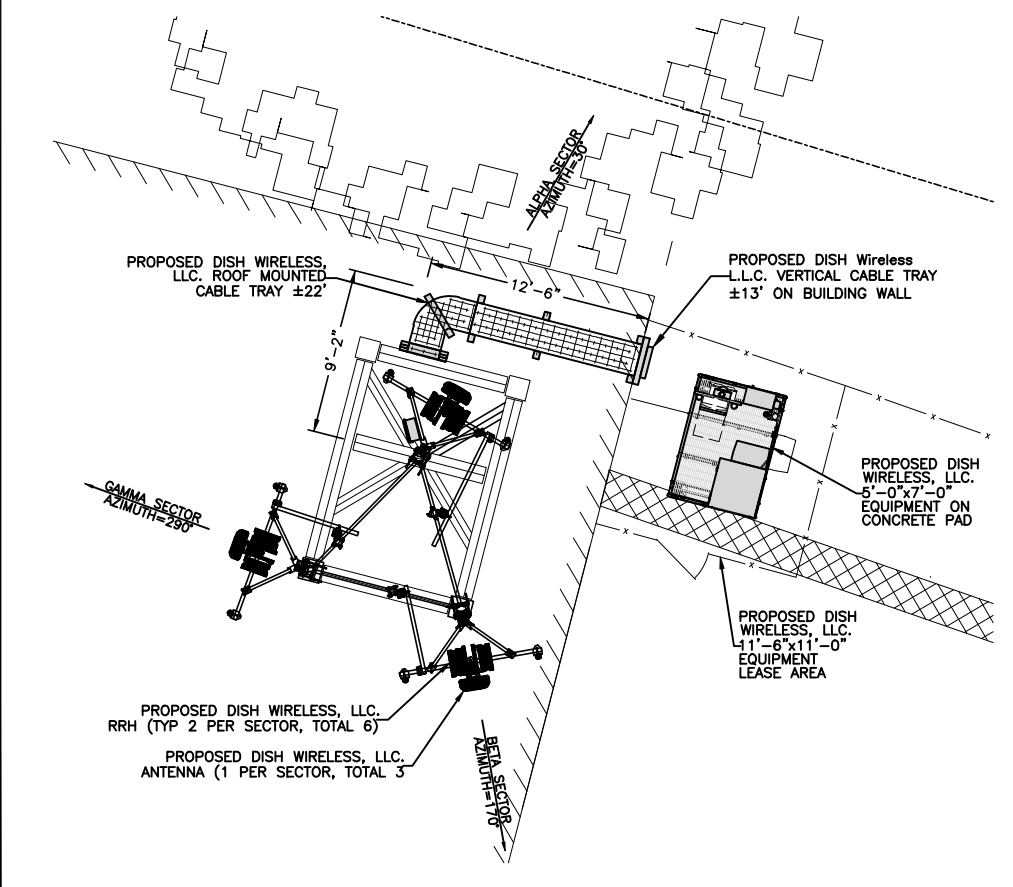 ALPHA SECTOR
AZIMUTH=30°
PROPOSED DISH WIRELESS,
LLC. ROOF MOUNTED
CABLE TRAY ±22'
12'-6"
PROPOSED DISH Wireless
L.L.C. VERTICAL CABLE TRAY
±13' ON BUILDING WALL
9'-2"
GAMMA SECTOR
AZIMUTH=290°
PROPOSED DISH
WIRELESS, LLC.
5'-0"x7'-0"
EQUIPMENT ON
CONCRETE PAD
PROPOSED DISH
WIRELESS, LLC.
11'-6"x11'-0"
EQUIPMENT
LEASE AREA
PROPOSED DISH WIRELESS, LLC.
RRH (TYP 2 PER SECTOR, TOTAL 6)
PROPOSED DISH WIRELESS, LLC.
ANTENNA (1 PER SECTOR, TOTAL 3
BETA SECTOR
AZIMUTH=170°